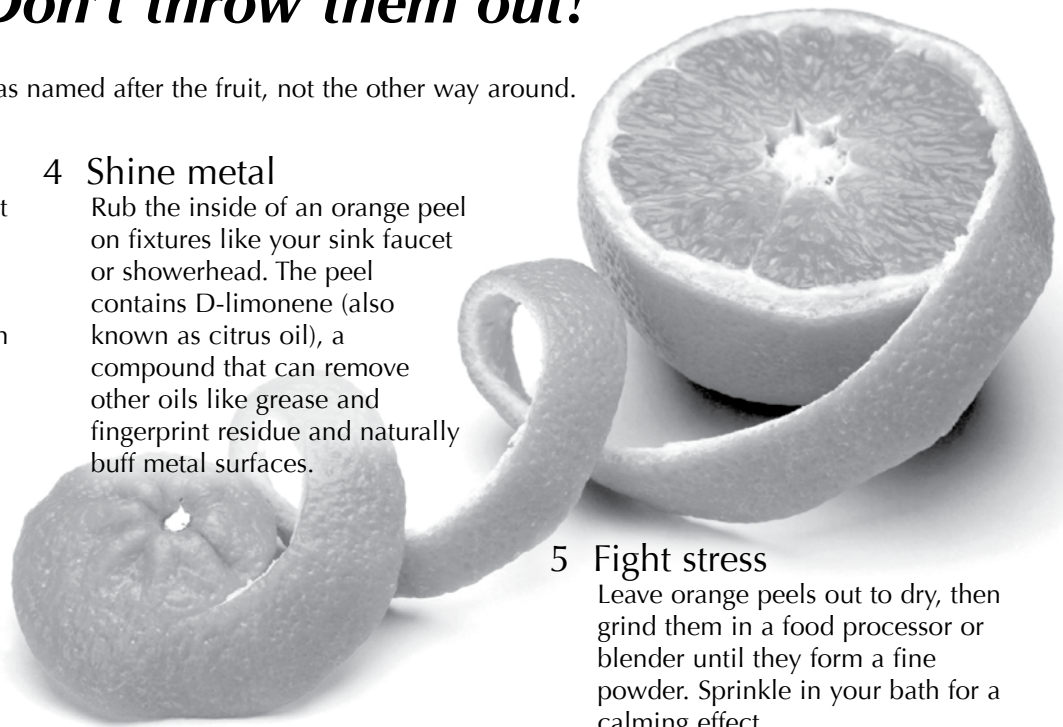 Don't throw them out!
as named after the fruit, not the other way around.
t
n
4 Shine metal
Rub the inside of an orange peel
on fixtures like your sink faucet
or showerhead. The peel
contains D-limonene (also
known as citrus oil), a
compound that can remove
other oils like grease and
fingerprint residue and naturally
buff metal surfaces.
5 Fight stress
Leave orange peels out to dry, then
grind them in a food processor or
blender until they form a fine
powder. Sprinkle in your bath for a
calming effect